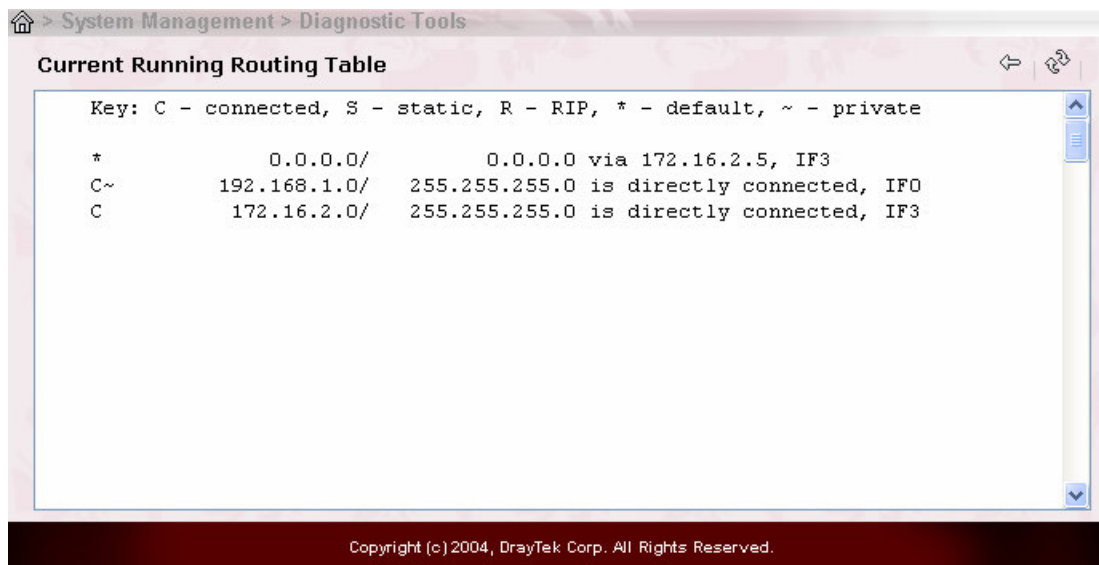 > System Management > Diagnostic Tools
Current Running Routing Table
Key: C - connected, S - static, R - RIP, * - default, ~ - private
* 0.0.0.0/ 0.0.0.0 via 172.16.2.5, IF3
C~ 192.168.1.0/ 255.255.255.0 is directly connected, IF0
C 172.16.2.0/ 255.255.255.0 is directly connected, IF3
Copyright (c) 2004, DrayTek Corp. All Rights Reserved.